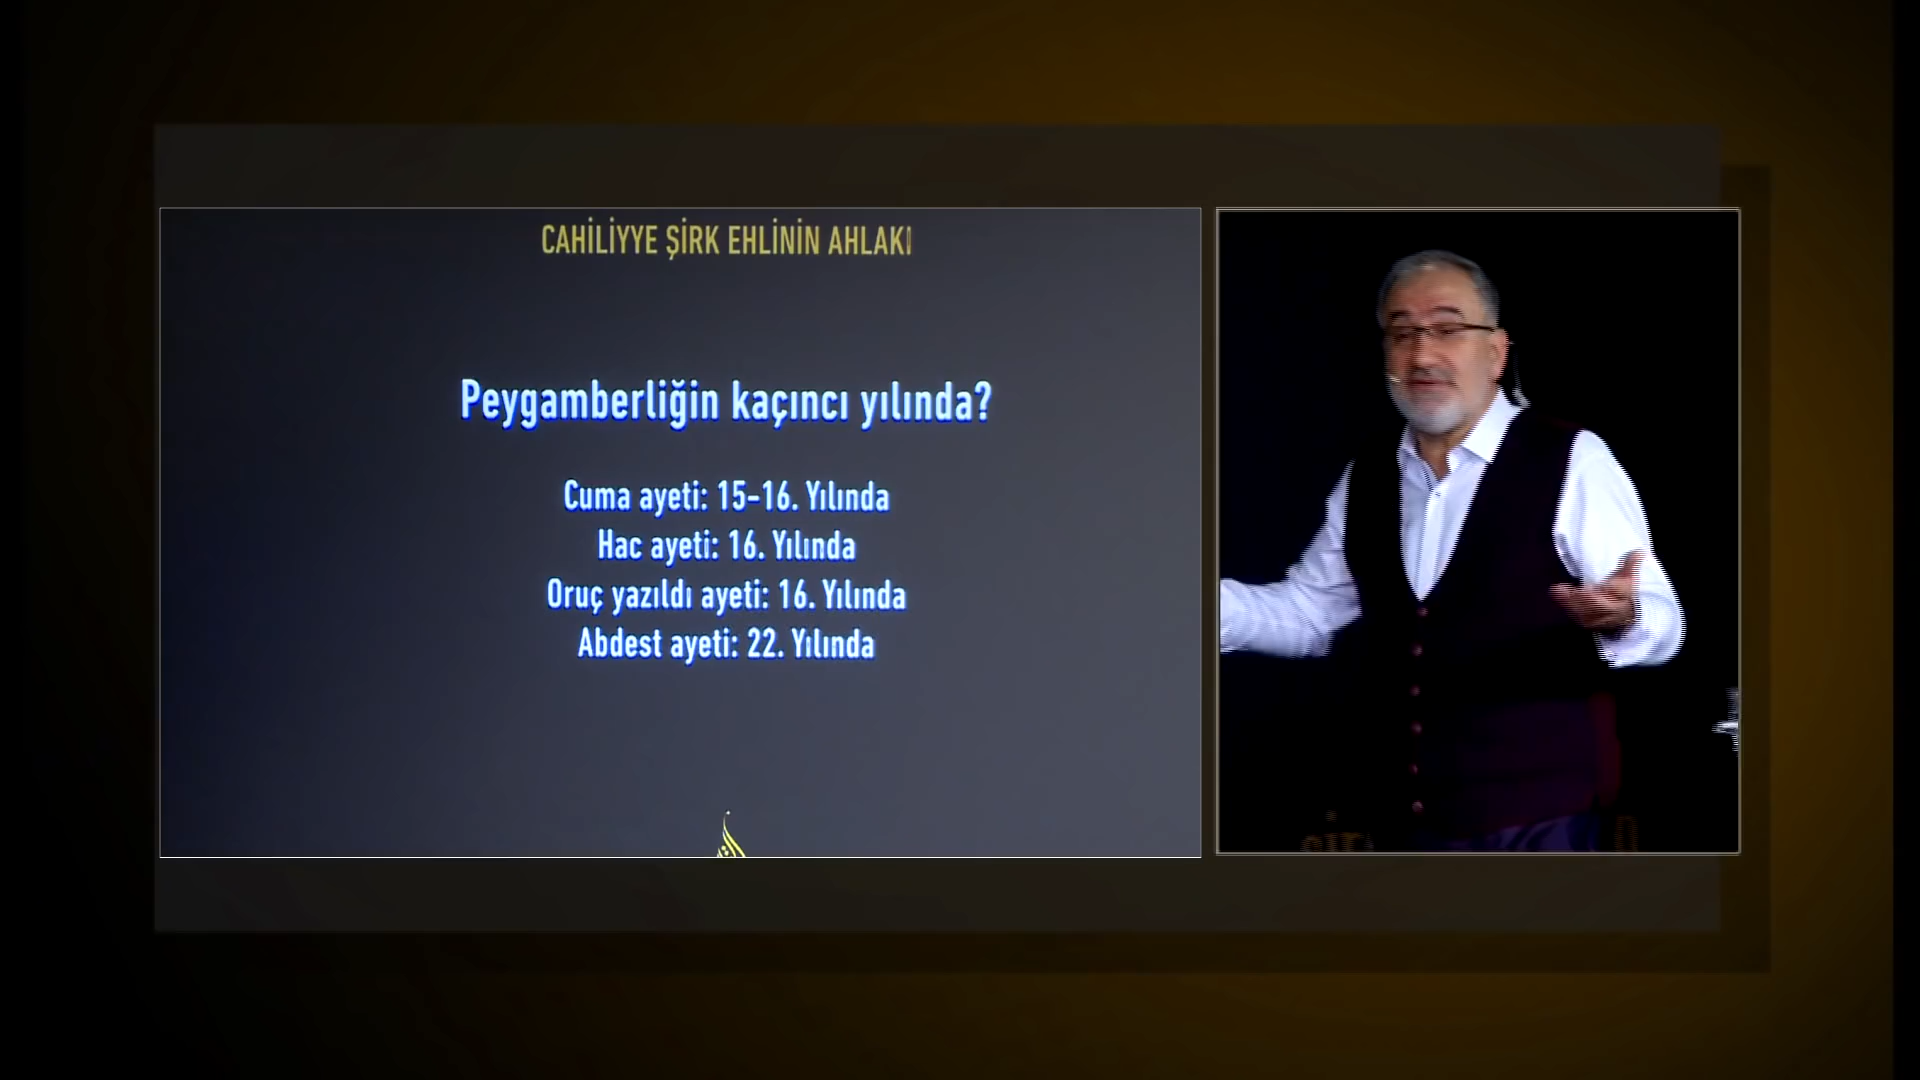 CAHİLİYYE ŞİRK EHLİNİN AHLAKI
Peygamberliğin kaçıncı yılında?
Cuma ayeti: 15-16. Yılında
Hac ayeti: 16. Yılında
Oruç yazıldı ayeti: 16. Yılında
Abdest ayeti: 22. Yılında